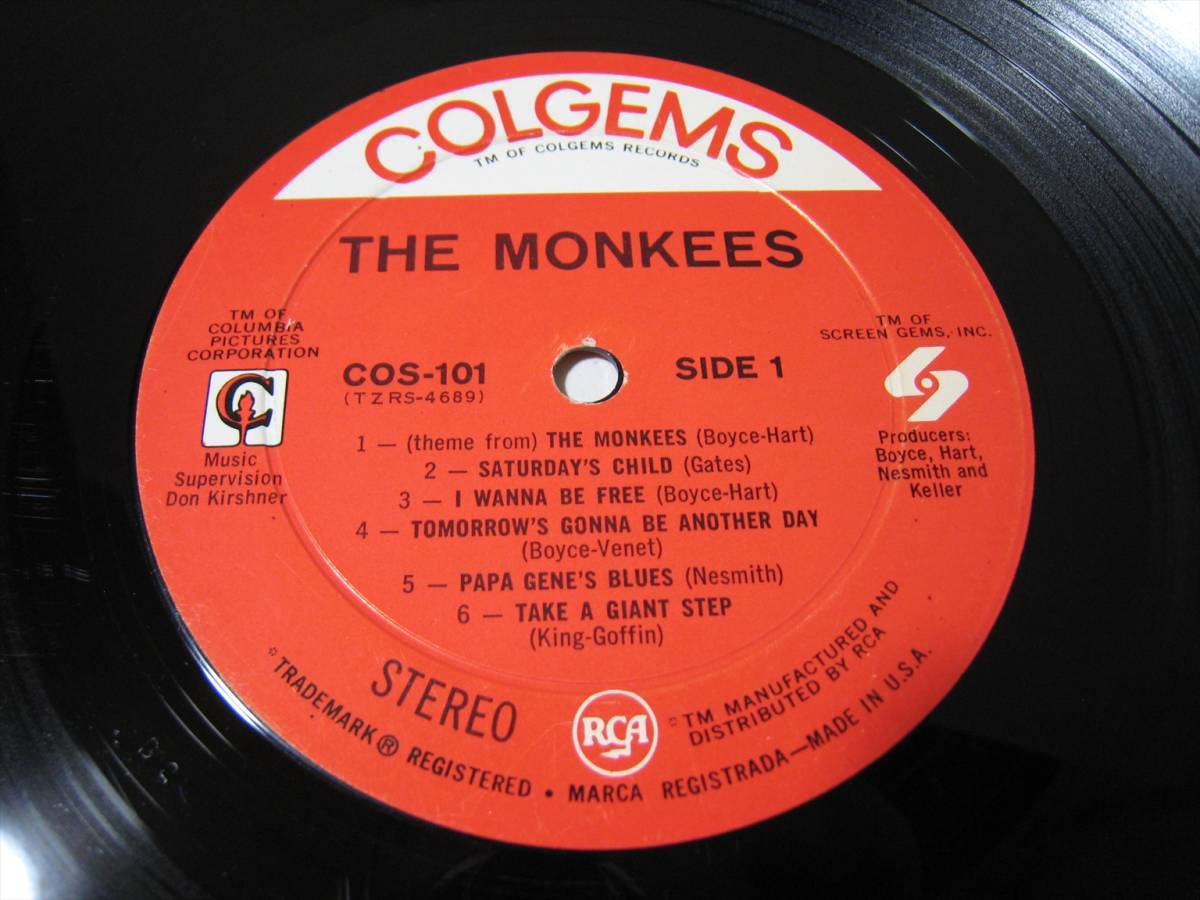 COLGEMS
TM OF COLGEMS RECORDS
THE MONKEES
TM OF
COLUMBIA
PICTURES
CORPORATION
TM OF
SCREEN GEMS, INC.
COS-101
(TZRS-4689)
SIDE 1
C
Music
Supervision
Don Kirshner
Producers:
Boyce, Hart,
Nesmith and
Keller
1 — (theme from) THE MONKEES (Boyce-Hart)
2 — SATURDAY'S CHILD (Gates)
3 — I WANNA BE FREE (Boyce-Hart)
4 — TOMORROW'S GONNA BE ANOTHER DAY
(Boyce-Venet)
5 — PAPA GENE'S BLUES (Nesmith)
6 — TAKE A GIANT STEP
(King-Goffin)
STEREO
RCA
TM MANUFACTURED AND
DISTRIBUTED BY RCA
TRADEMARK ® REGISTERED • MARCA REGISTRADA—MADE IN U.S.A.